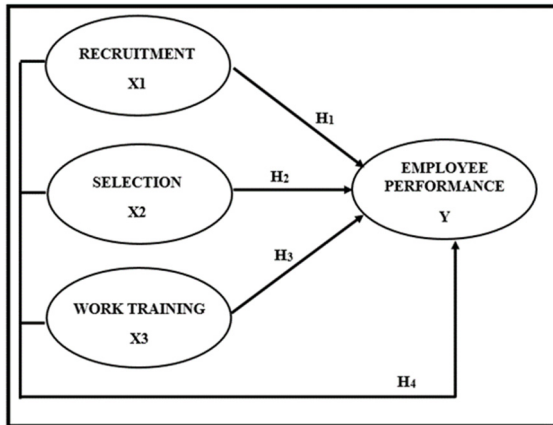 RECRUITMENT
X1
H1
SELECTION
X2
H2
EMPLOYEE
PERFORMANCE
Y
H3
WORK TRAINING
X3
H4